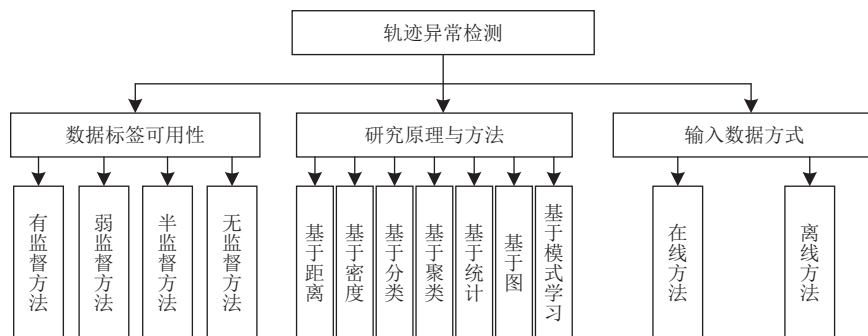 轨迹异常检测
数据标签可用性
研究原理与方法
输入数据方式
有监督方法
弱监督方法
半监督方法
无监督方法
基于距离
基于密度
基于分类
基于聚类
基于统计
基于图
基于模式学习
在线方法
离线方法